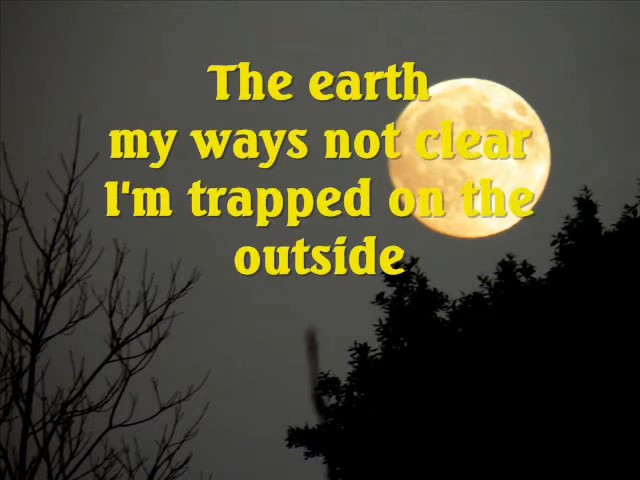 The earth
my ways not clear
I'm trapped on the
outside